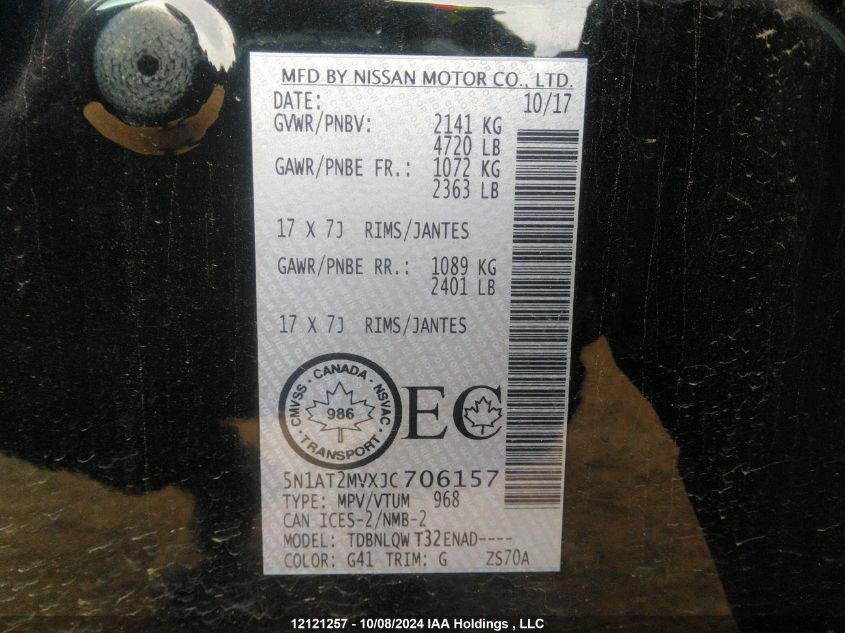 MFD BY NISSAN MOTOR CO., LTD.
DATE: 10/17
GVWR/PNBV: 2141 KG
4720 LB
GAWR/PNBE FR.: 1072 KG
2363 LB
17 X 7J RIMS/JANTES
GAWR/PNBE RR.: 1089 KG
2401 LB
17 X 7J RIMS/JANTES
CMVSS · CANADA · NSVAC
986
TRANSPORT
EC
5N1AT2MVXJC706157
TYPE: MPV/VTUM 968
CAN ICES-2/NMB-2
MODEL: TDBNLQW T32ENAD----
COLOR: G41 TRIM: G ZS70A
12121257 - 10/08/2024 IAA Holdings , LLC